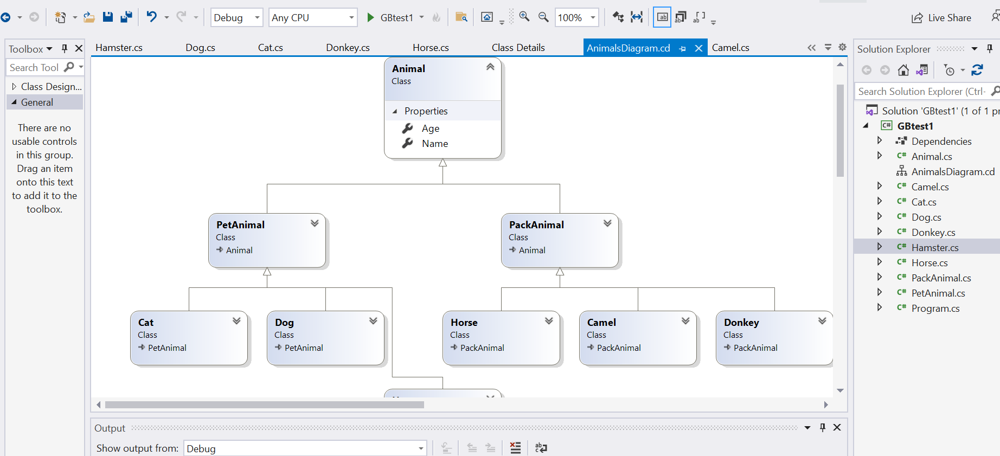 Debug
Any CPU
GBtest1
100%
Live Share
Toolbox
Search Tool
Class Design...
General
There are no
usable controls
in this group.
Drag an item
onto this text
to add it to the
toolbox.
Hamster.cs
Dog.cs
Cat.cs
Donkey.cs
Horse.cs
Class Details
AnimalsDiagram.cd
Camel.cs
Animal
Class
Properties
Age
Name
PetAnimal
Class
Animal
PackAnimal
Class
Animal
Cat
Class
PetAnimal
Dog
Class
PetAnimal
Horse
Class
PackAnimal
Camel
Class
PackAnimal
Donkey
Class
PackAnimal
Output
Show output from:
Debug
Solution Explorer
Search Solution Explorer (Ctrl-
Solution 'GBtest1' (1 of 1 pr
C# GBtest1
Dependencies
C# Animal.cs
AnimalsDiagram.cd
C# Camel.cs
C# Cat.cs
C# Dog.cs
C# Donkey.cs
C# Hamster.cs
C# Horse.cs
C# PackAnimal.cs
C# PetAnimal.cs
C# Program.cs